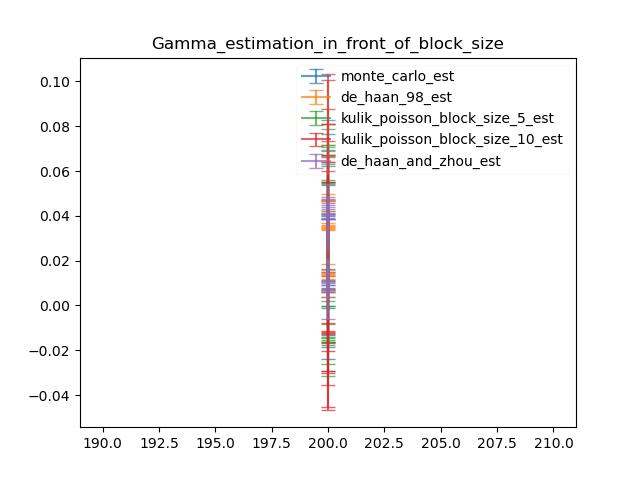 Gamma_estimation_in_front_of_block_size
monte_carlo_est
de_haan_98_est
kulik_poisson_block_size_5_est
kulik_poisson_block_size_10_est
de_haan_and_zhou_est
0.10
0.08
0.06
0.04
0.02
0.00
−0.02
−0.04
190.0 192.5 195.0 197.5 200.0 202.5 205.0 207.5 210.0